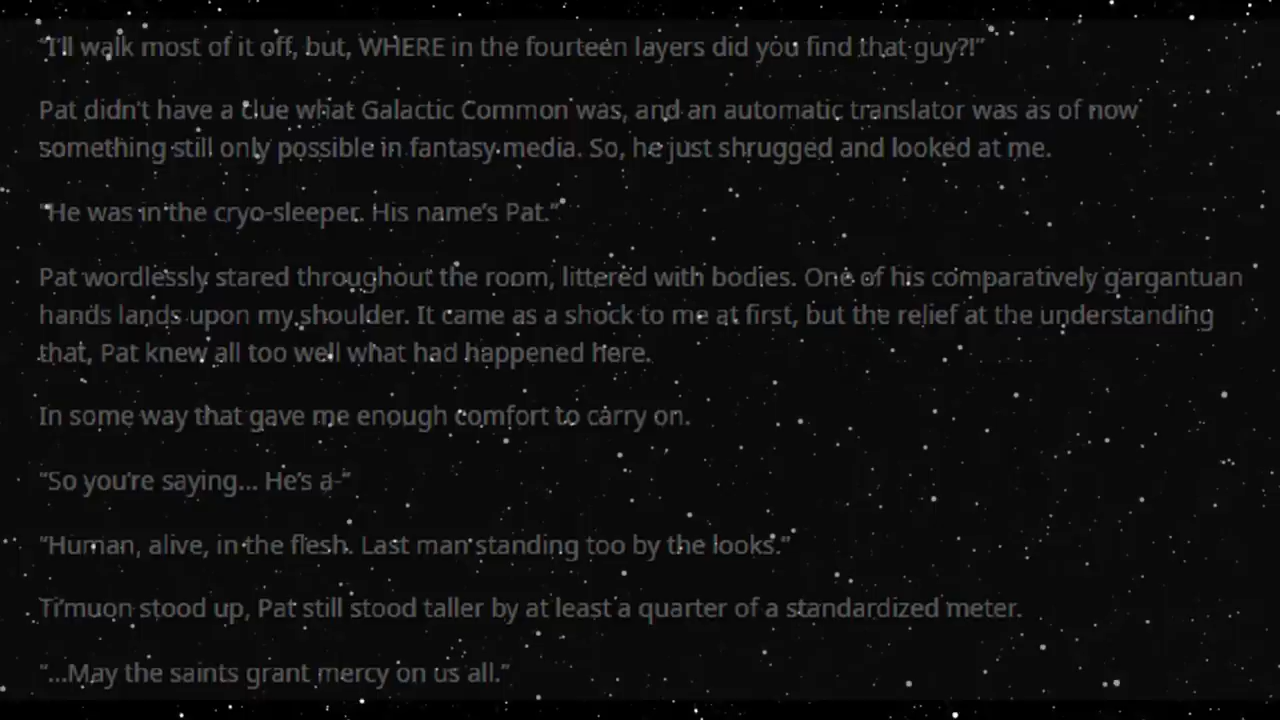 “I’ll walk most of it off, but, WHERE in the fourteen layers did you find that guy?!”
Pat didn’t have a clue what Galactic Common was, and an automatic translator was as of now
something still only possible in fantasy media. So, he just shrugged and looked at me.
“He was in the cryo-sleeper. His name’s Pat.”
Pat wordlessly stared throughout the room, littered with bodies. One of his comparatively gargantuan
hands lands upon my shoulder. It came as a shock to me at first, but the relief at the understanding
that, Pat knew all too well what had happened here.
In some way that gave me enough comfort to carry on.
“So you’re saying... He’s a-“
“Human, alive, in the flesh. Last man standing too by the looks.”
Ti’muon stood up, Pat still stood taller by at least a quarter of a standardized meter.
“...May the saints grant mercy on us all.”